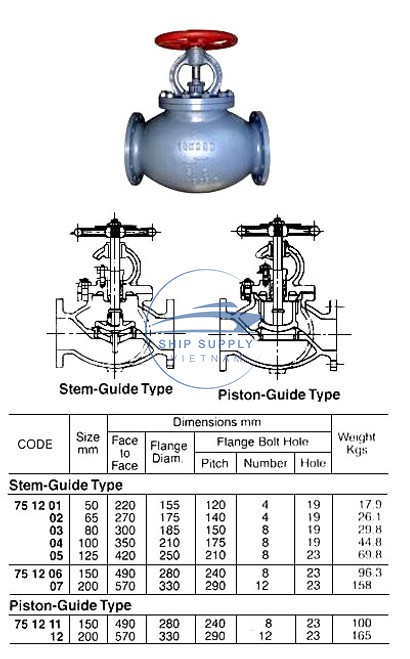 10K200
SHIP SUPPLY
VIETNAM
Stem-Guide Type
Piston-Guide Type
CODE Size mm Dimensions mm Weight Kgs
Face to Face Flange Diam. Flange Bolt Hole
Pitch Number Hole
Stem-Guide Type
75 12 01 50 220 155 120 4 19 17.9
02 65 270 175 140 4 19 26.1
03 80 300 185 150 8 19 29.8
04 100 350 210 175 8 19 44.8
05 125 420 250 210 8 23 69.8
75 12 06 150 490 280 240 8 23 96.3
07 200 570 330 290 12 23 158
Piston-Guide Type
75 12 11 150 490 280 240 8 23 100
12 200 570 330 290 12 23 165